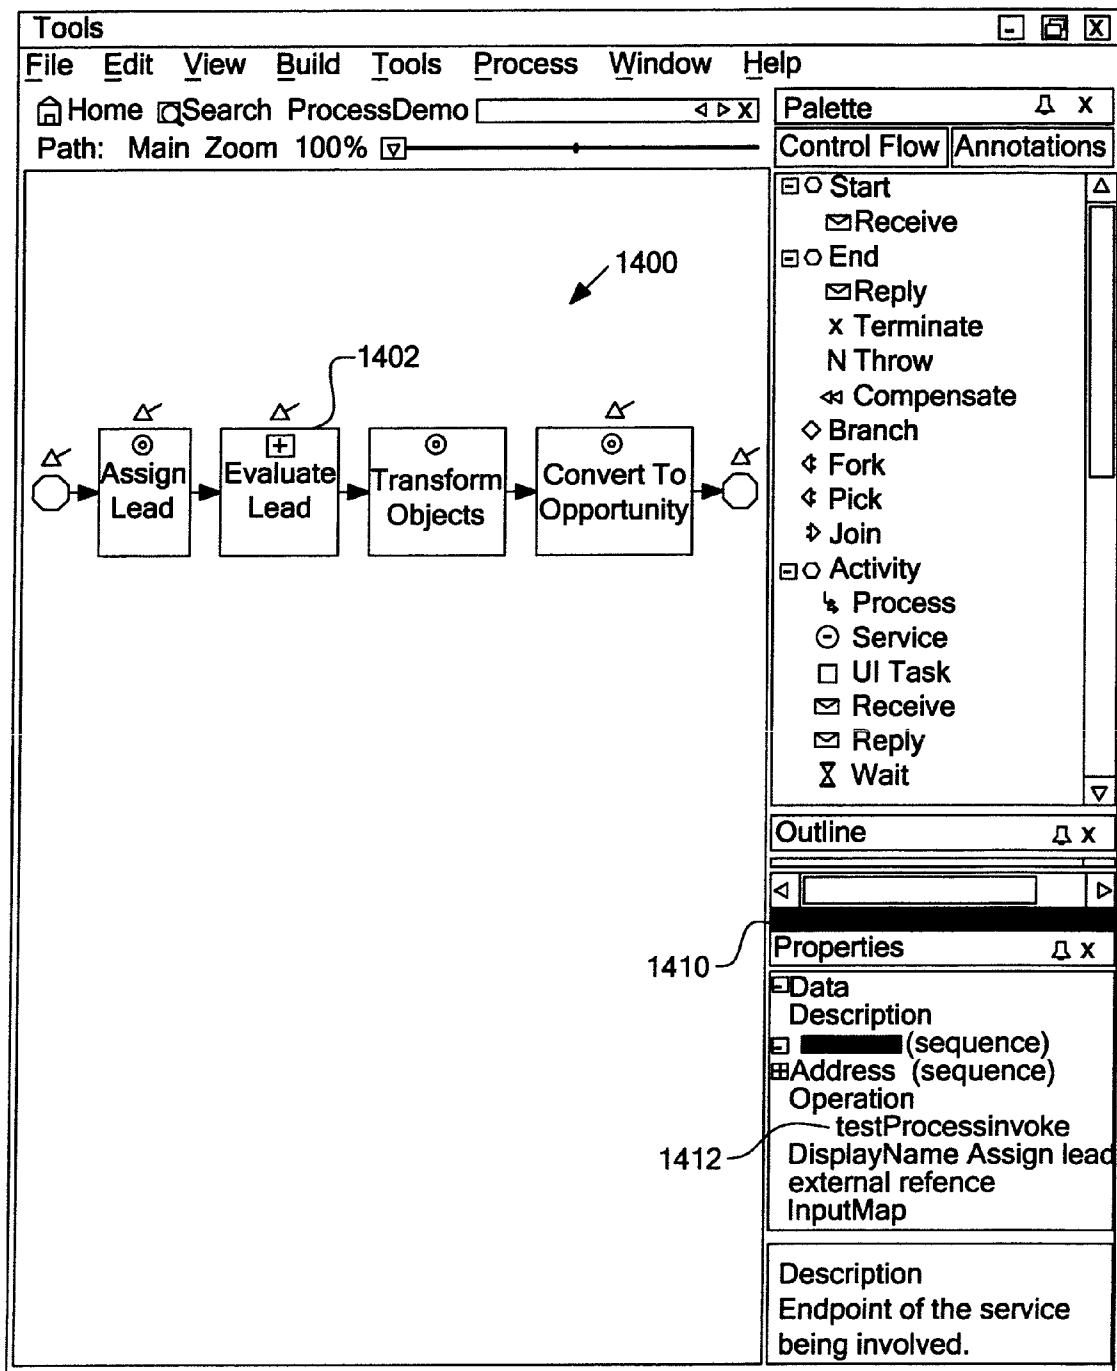 Tools
File Edit View Build Tools Process Window Help
Home Search ProcessDemo
Path: Main Zoom 100%
1400
1402
Assign
Lead
Evaluate
Lead
Transform
Objects
Convert To
Opportunity
Palette X
Control Flow Annotations
Start
Receive
End
Reply
X Terminate
N Throw
Compensate
Branch
Fork
Pick
Join
Activity
Process
Service
UI Task
Receive
Reply
Wait
Outline X
1410
Properties X
Data
Description
(sequence)
Address (sequence)
Operation
testProcessinvoke
1412
DisplayName Assign lead
external refence
InputMap
Description
Endpoint of the service
being involved.